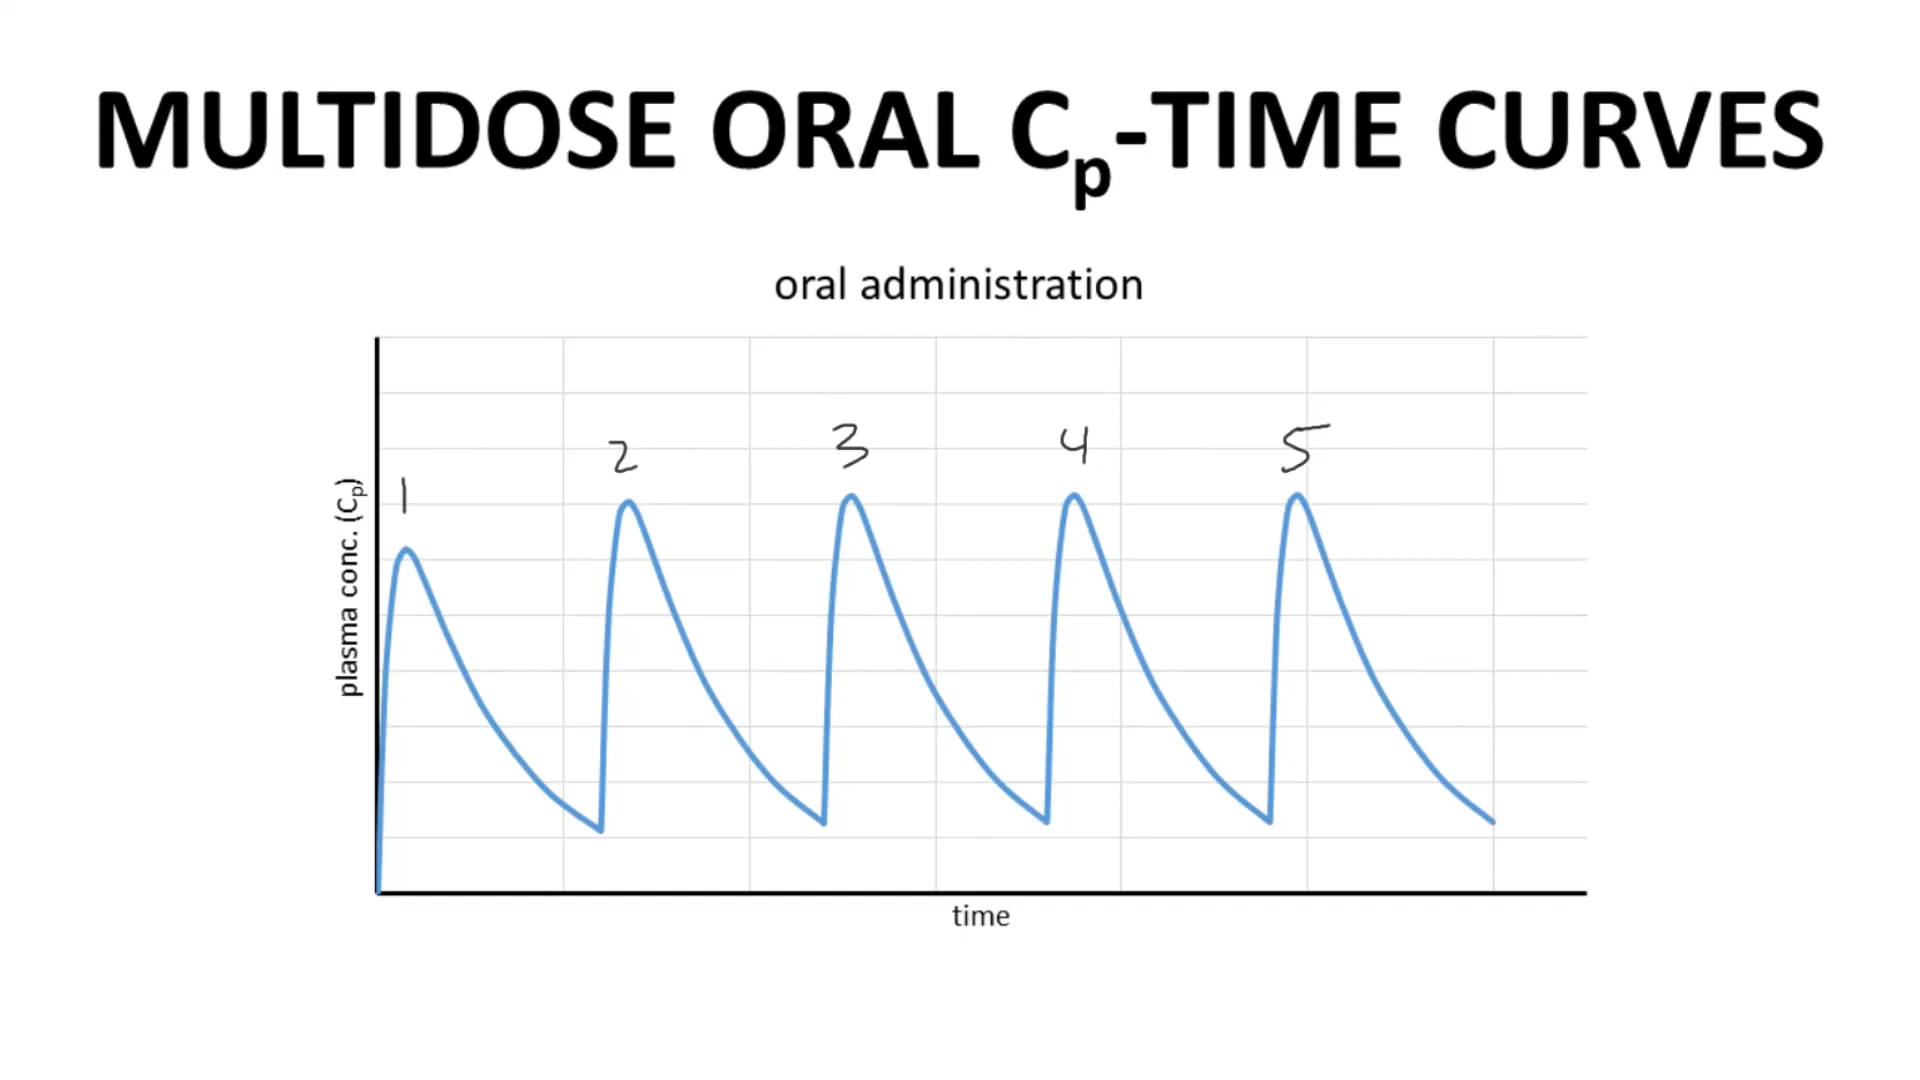 MULTIDOSE ORAL Cp-TIME CURVES
oral administration
1 2 3 4 5
plasma conc. (Cp)
time